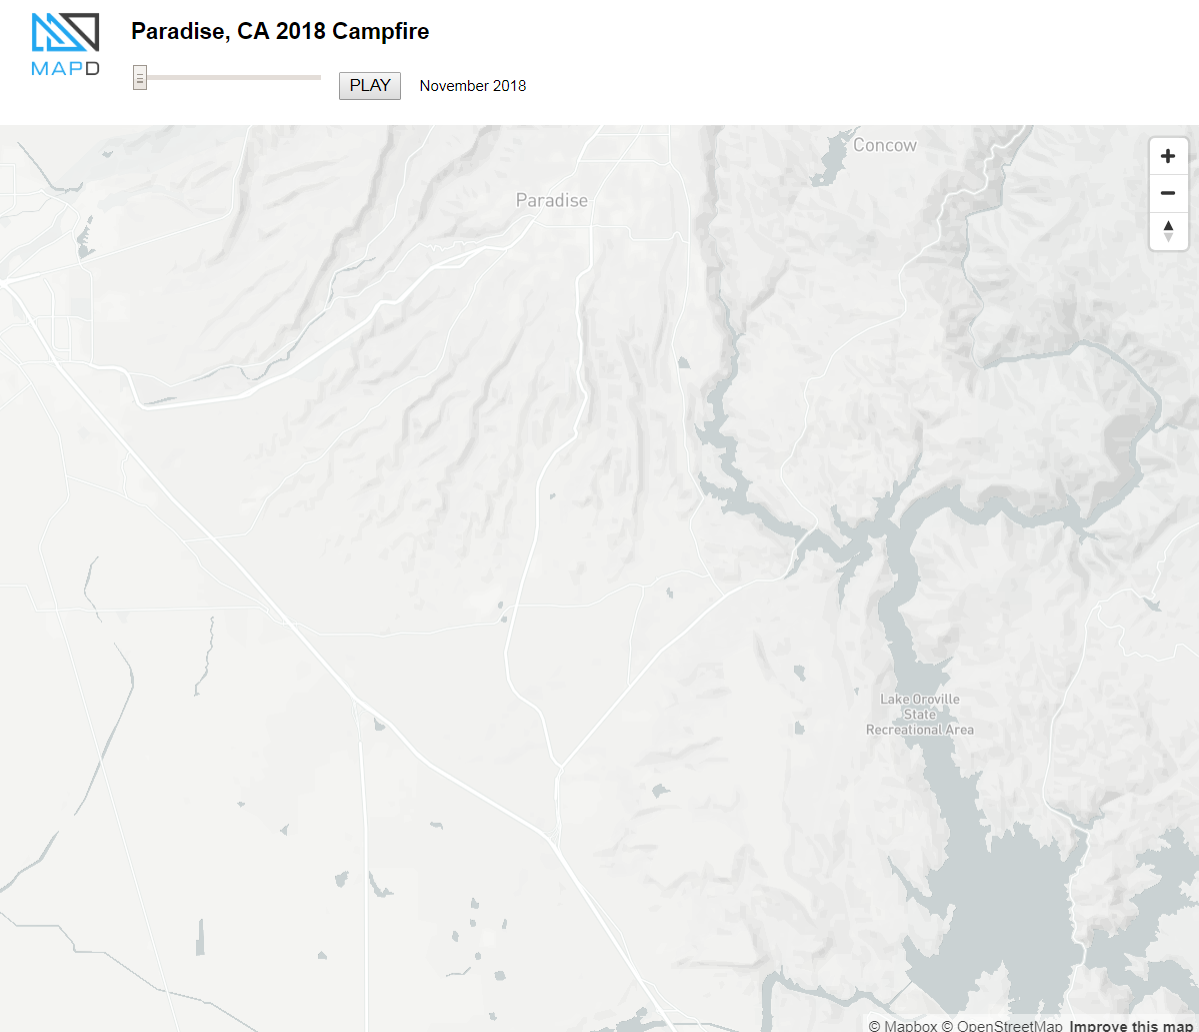 MAPD
Paradise, CA 2018 Campfire
PLAY
November 2018
Concow
Paradise
Lake Oroville
State
Recreational Area
© Mapbox © OpenStreetMap Improve this map